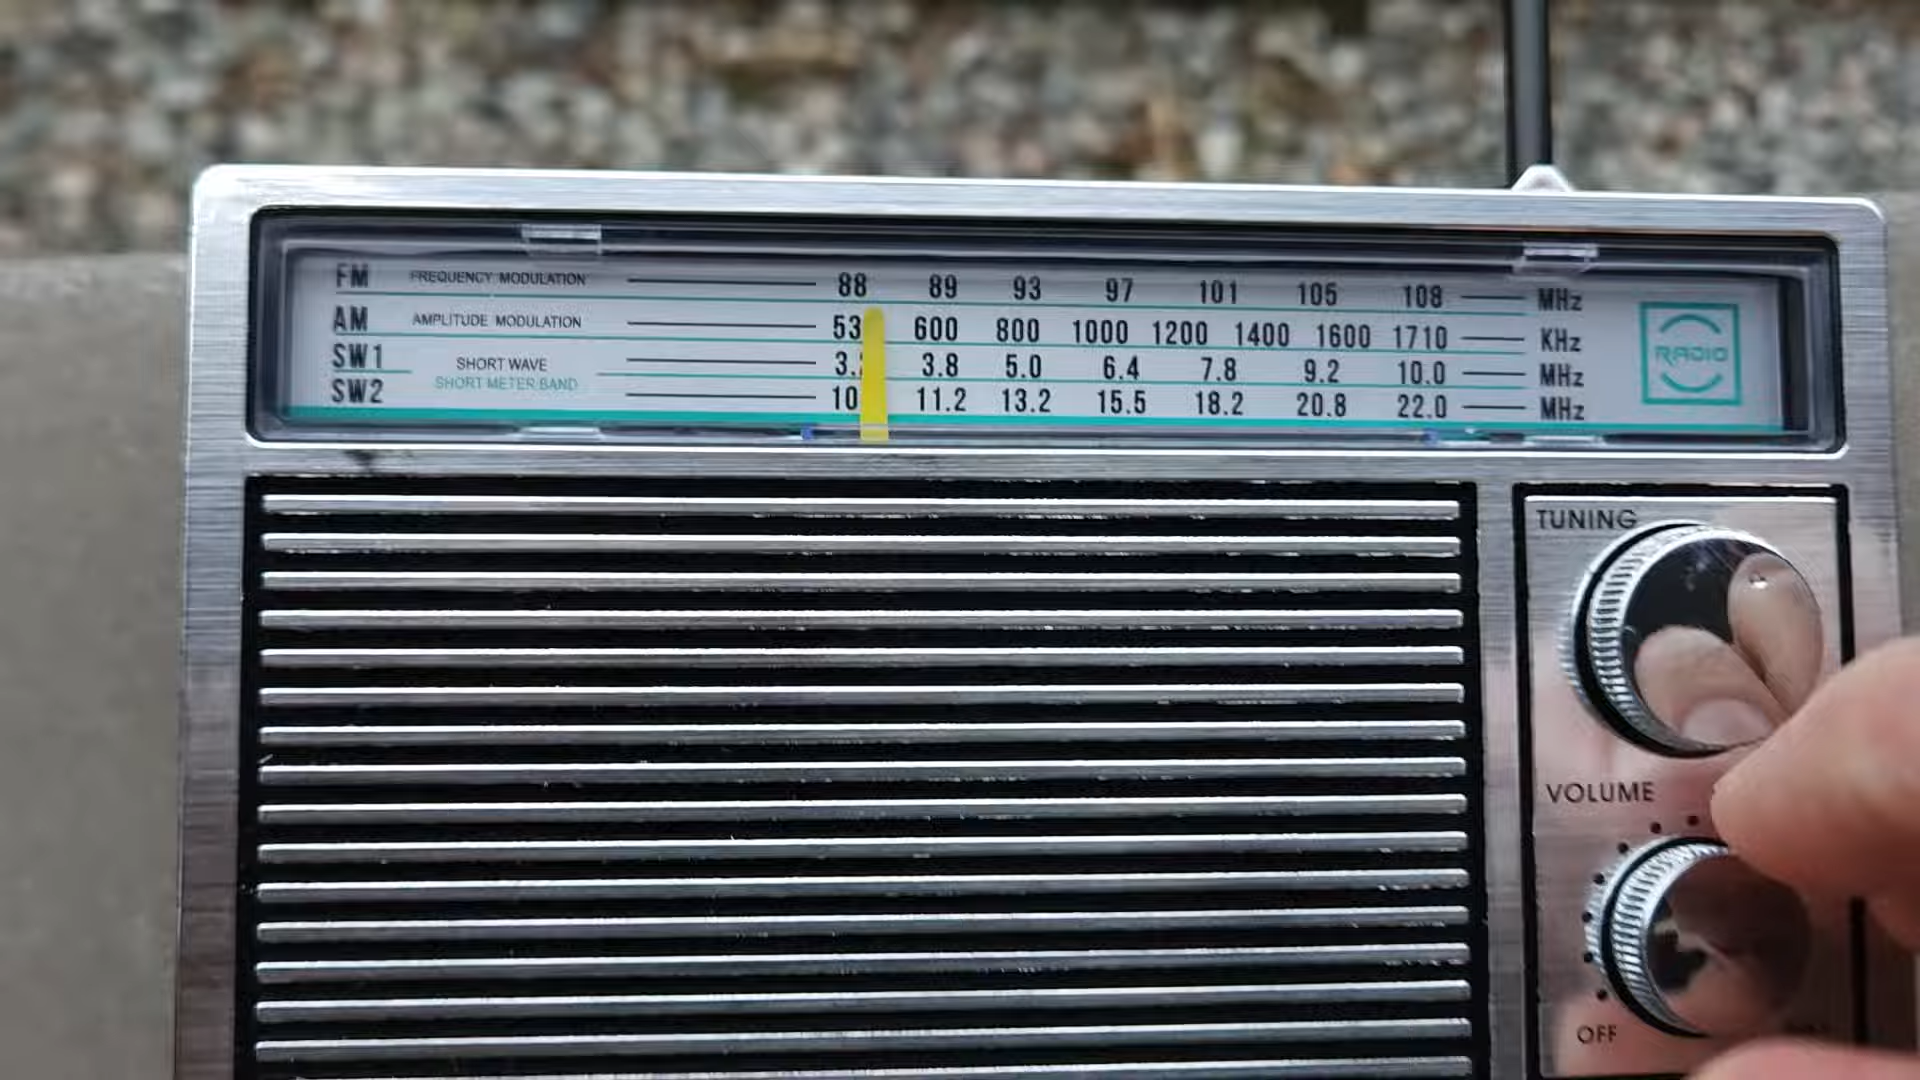 FM FREQUENCY MODULATION 88 89 93 97 101 105 108 MHz
AM AMPLITUDE MODULATION 53 600 800 1000 1200 1400 1600 1710 KHz
SW1 SHORT WAVE 3. 3.8 5.0 6.4 7.8 9.2 10.0 MHz
SHORT METER BAND
SW2 10 11.2 13.2 15.5 18.2 20.8 22.0 MHz
RADIO
TUNING
VOLUME
OFF